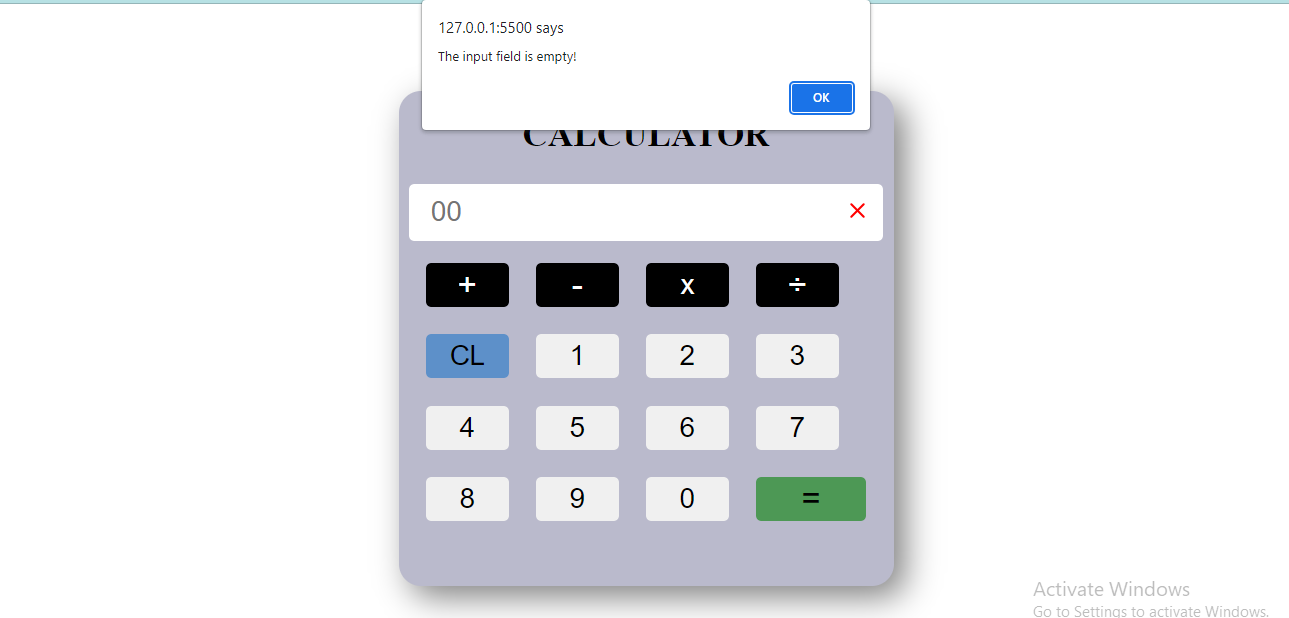 127.0.0.1:5500 says
The input field is empty!
OK
CALCULATOR
00 ×
+ - x ÷
CL 1 2 3
4 5 6 7
8 9 0 =
Activate Windows
Go to Settings to activate Windows.